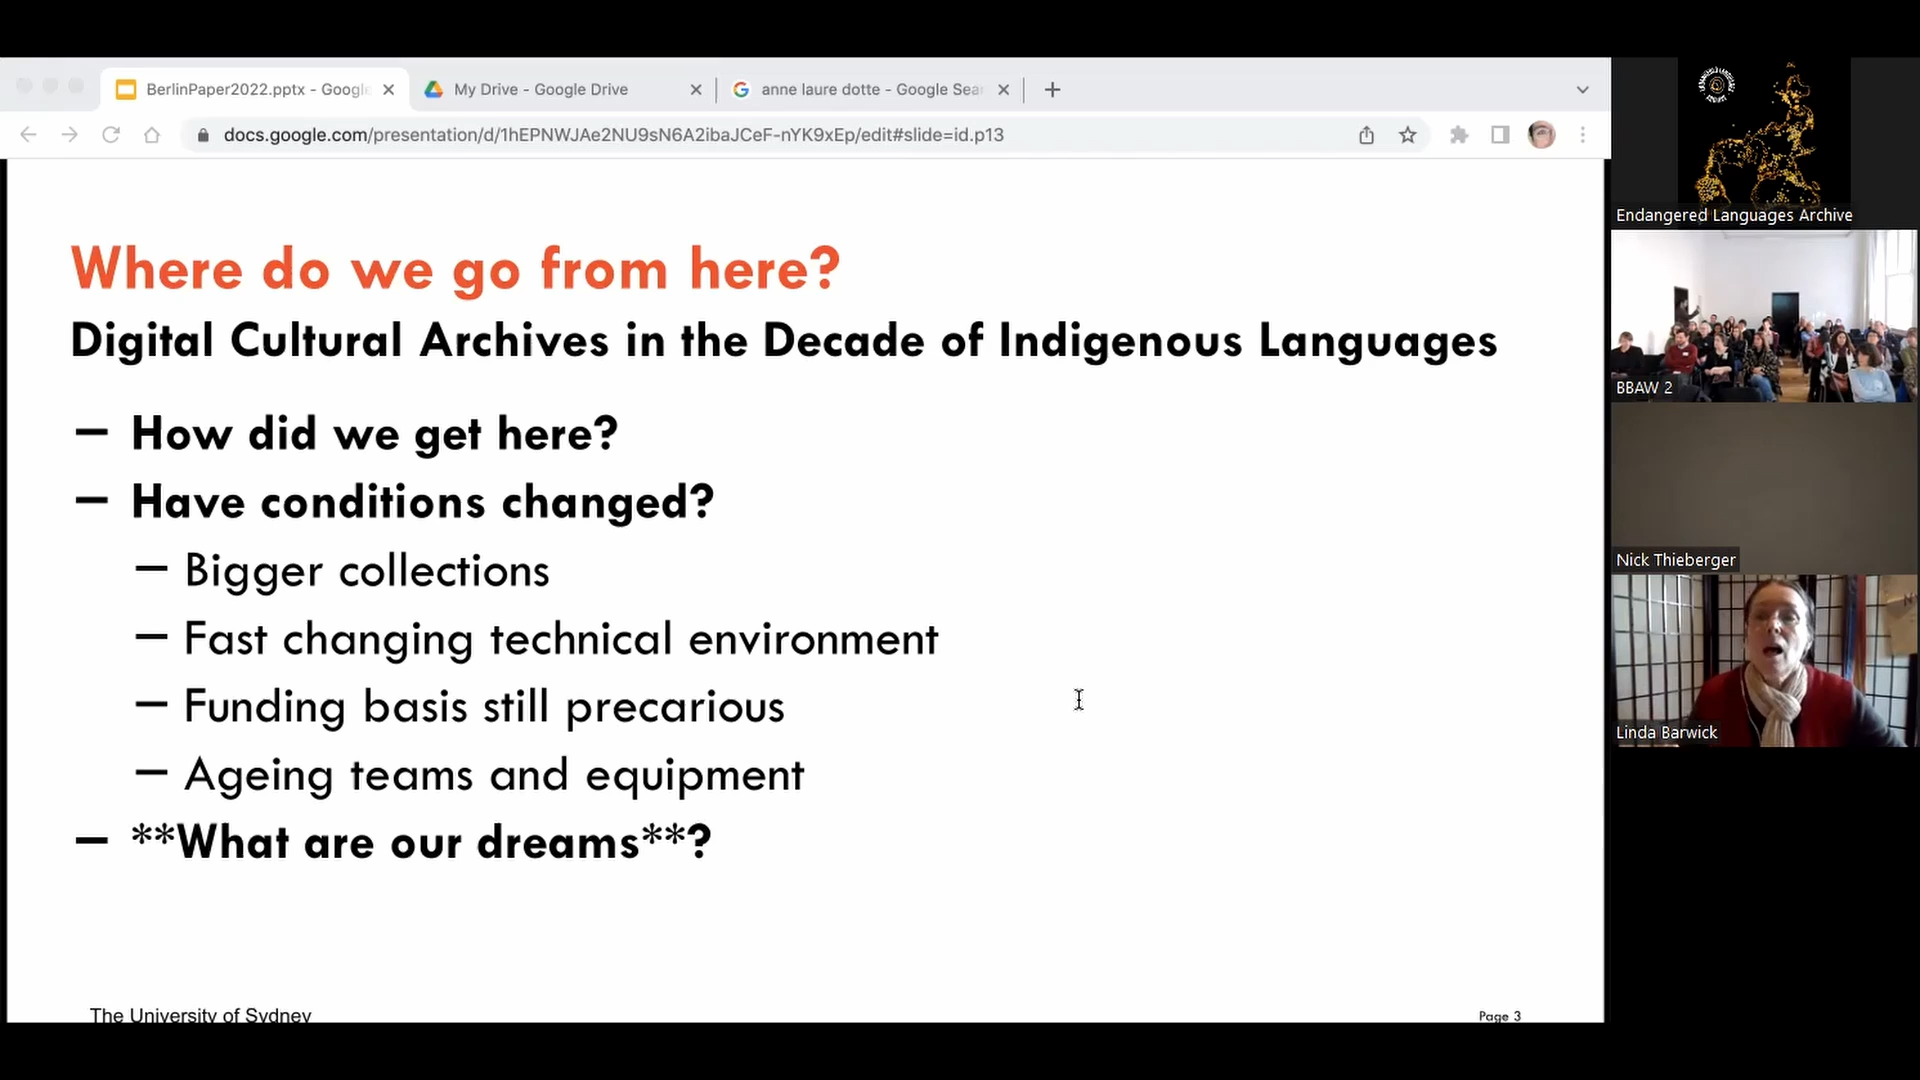 BerlinPaper2022.pptx - Google
My Drive - Google Drive
anne laure dotte - Google Sea
docs.google.com/presentation/d/1hEPNWJAe2NU9sN6A2ibaJCeF-nYK9xEp/edit#slide=id.p13
Where do we go from here?
Digital Cultural Archives in the Decade of Indigenous Languages
– How did we get here?
– Have conditions changed?
– Bigger collections
– Fast changing technical environment
– Funding basis still precarious
– Ageing teams and equipment
– **What are our dreams**?
The University of Sydney
Page 3
Endangered Languages Archive
BBAW 2
Nick Thieberger
Linda Barwick